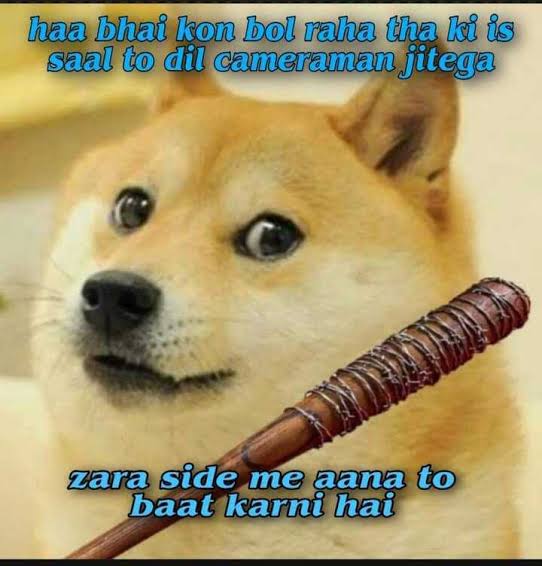 haa bhai kon bol raha tha ki is
saal to dil cameraman jitega
zara side me aana to
baat karni hai